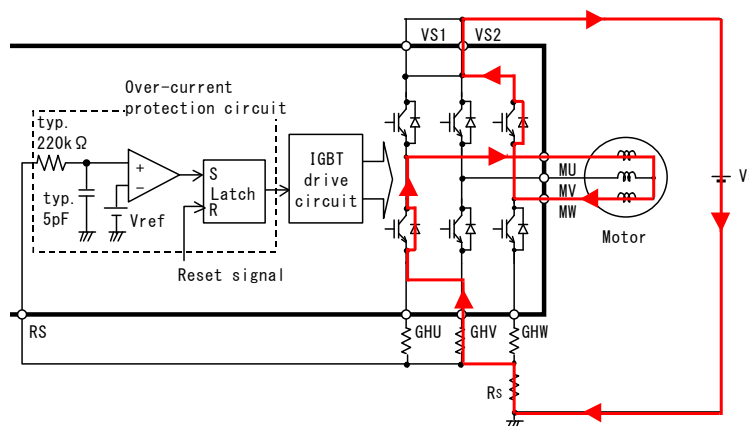 VS1
VS2
Over-current
protection circuit
typ.
220kΩ
typ.
5pF
+
−
Vref
S
Latch
R
Reset signal
IGBT
drive
circuit
MU
MV
MW
Motor
V
RS
GHU
GHV
GHW
Rs